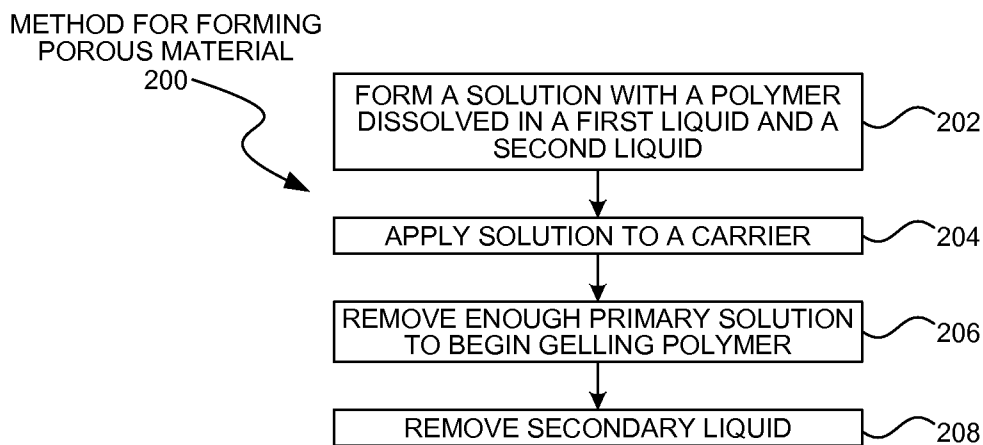 METHOD FOR FORMING
POROUS MATERIAL
200
FORM A SOLUTION WITH A POLYMER
DISSOLVED IN A FIRST LIQUID AND A
SECOND LIQUID
202
APPLY SOLUTION TO A CARRIER
204
REMOVE ENOUGH PRIMARY SOLUTION
TO BEGIN GELLING POLYMER
206
REMOVE SECONDARY LIQUID
208